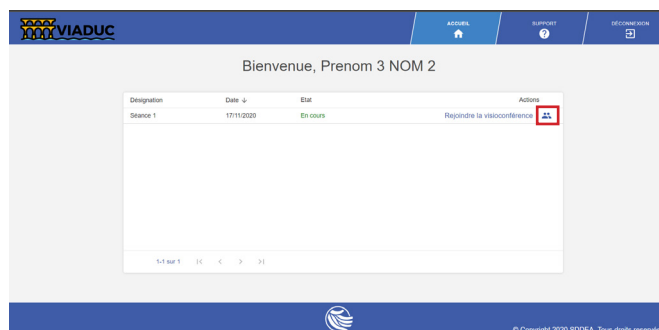 VIADUC
ACCUEIL
SUPPORT
DÉCONNEXION
Bienvenue, Prenom 3 NOM 2
Désignation Date Etat Actions
Séance 1 17/11/2020 En cours Rejoindre la visioconférence
1-1 sur 1
© Copyright 2020 SDDEA. Tous droits reservés